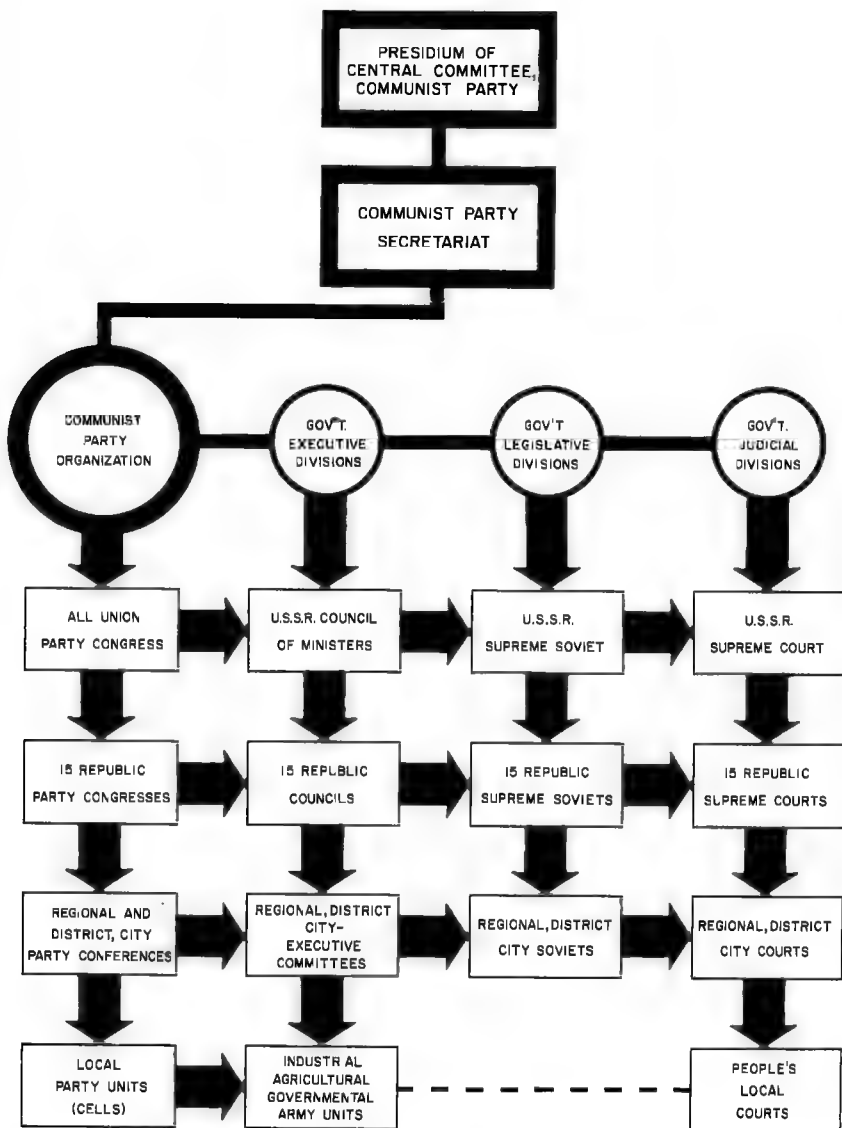 PRESIDIUM OF
CENTRAL COMMITTEE,
COMMUNIST PARTY
COMMUNIST PARTY
SECRETARIAT
COMMUNIST
PARTY
ORGANIZATION
GOV'T.
EXECUTIVE
DIVISIONS
GOV'T
LEGISLATIVE
DIVISIONS
GOV'T.
JUDICIAL
DIVISIONS
ALL UNION
PARTY CONGRESS
U.S.S.R. COUNCIL
OF MINISTERS
U.S.S.R.
SUPREME SOVIET
U.S.S.R.
SUPREME COURT
15 REPUBLIC
PARTY CONGRESSES
15 REPUBLIC
COUNCILS
15 REPUBLIC
SUPREME SOVIETS
15 REPUBLIC
SUPREME COURTS
REGIONAL AND
DISTRICT, CITY
PARTY CONFERENCES
REGIONAL, DISTRICT
CITY-
EXECUTIVE
COMMITTEES
REGIONAL, DISTRICT
CITY SOVIETS
REGIONAL, DISTRICT
CITY COURTS
LOCAL
PARTY UNITS
(CELLS)
INDUSTRIAL
AGRICULTURAL
GOVERNMENTAL
ARMY UNITS
PEOPLE'S
LOCAL
COURTS